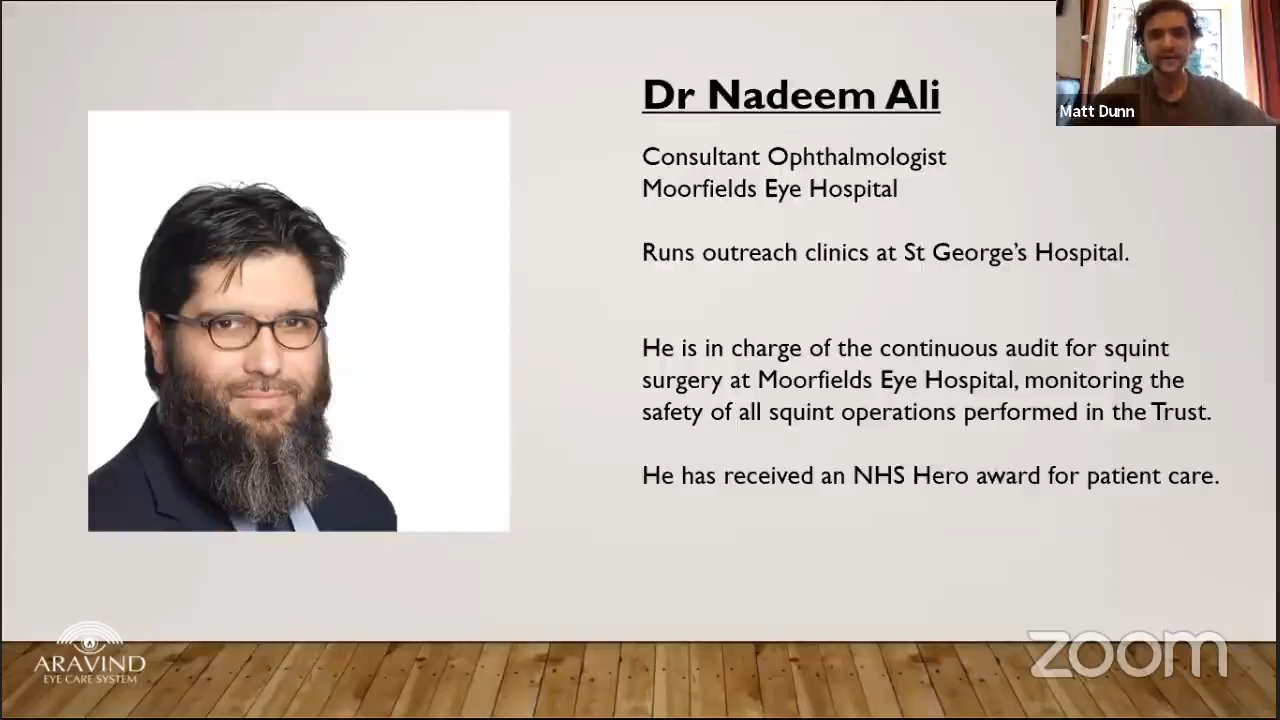 Dr Nadeem Ali
Matt Dunn
Consultant Ophthalmologist
Moorfields Eye Hospital
Runs outreach clinics at St George's Hospital.
He is in charge of the continuous audit for squint
surgery at Moorfields Eye Hospital, monitoring the
safety of all squint operations performed in the Trust.
He has received an NHS Hero award for patient care.
ARAVIND
EYE CARE SYSTEM
zoom